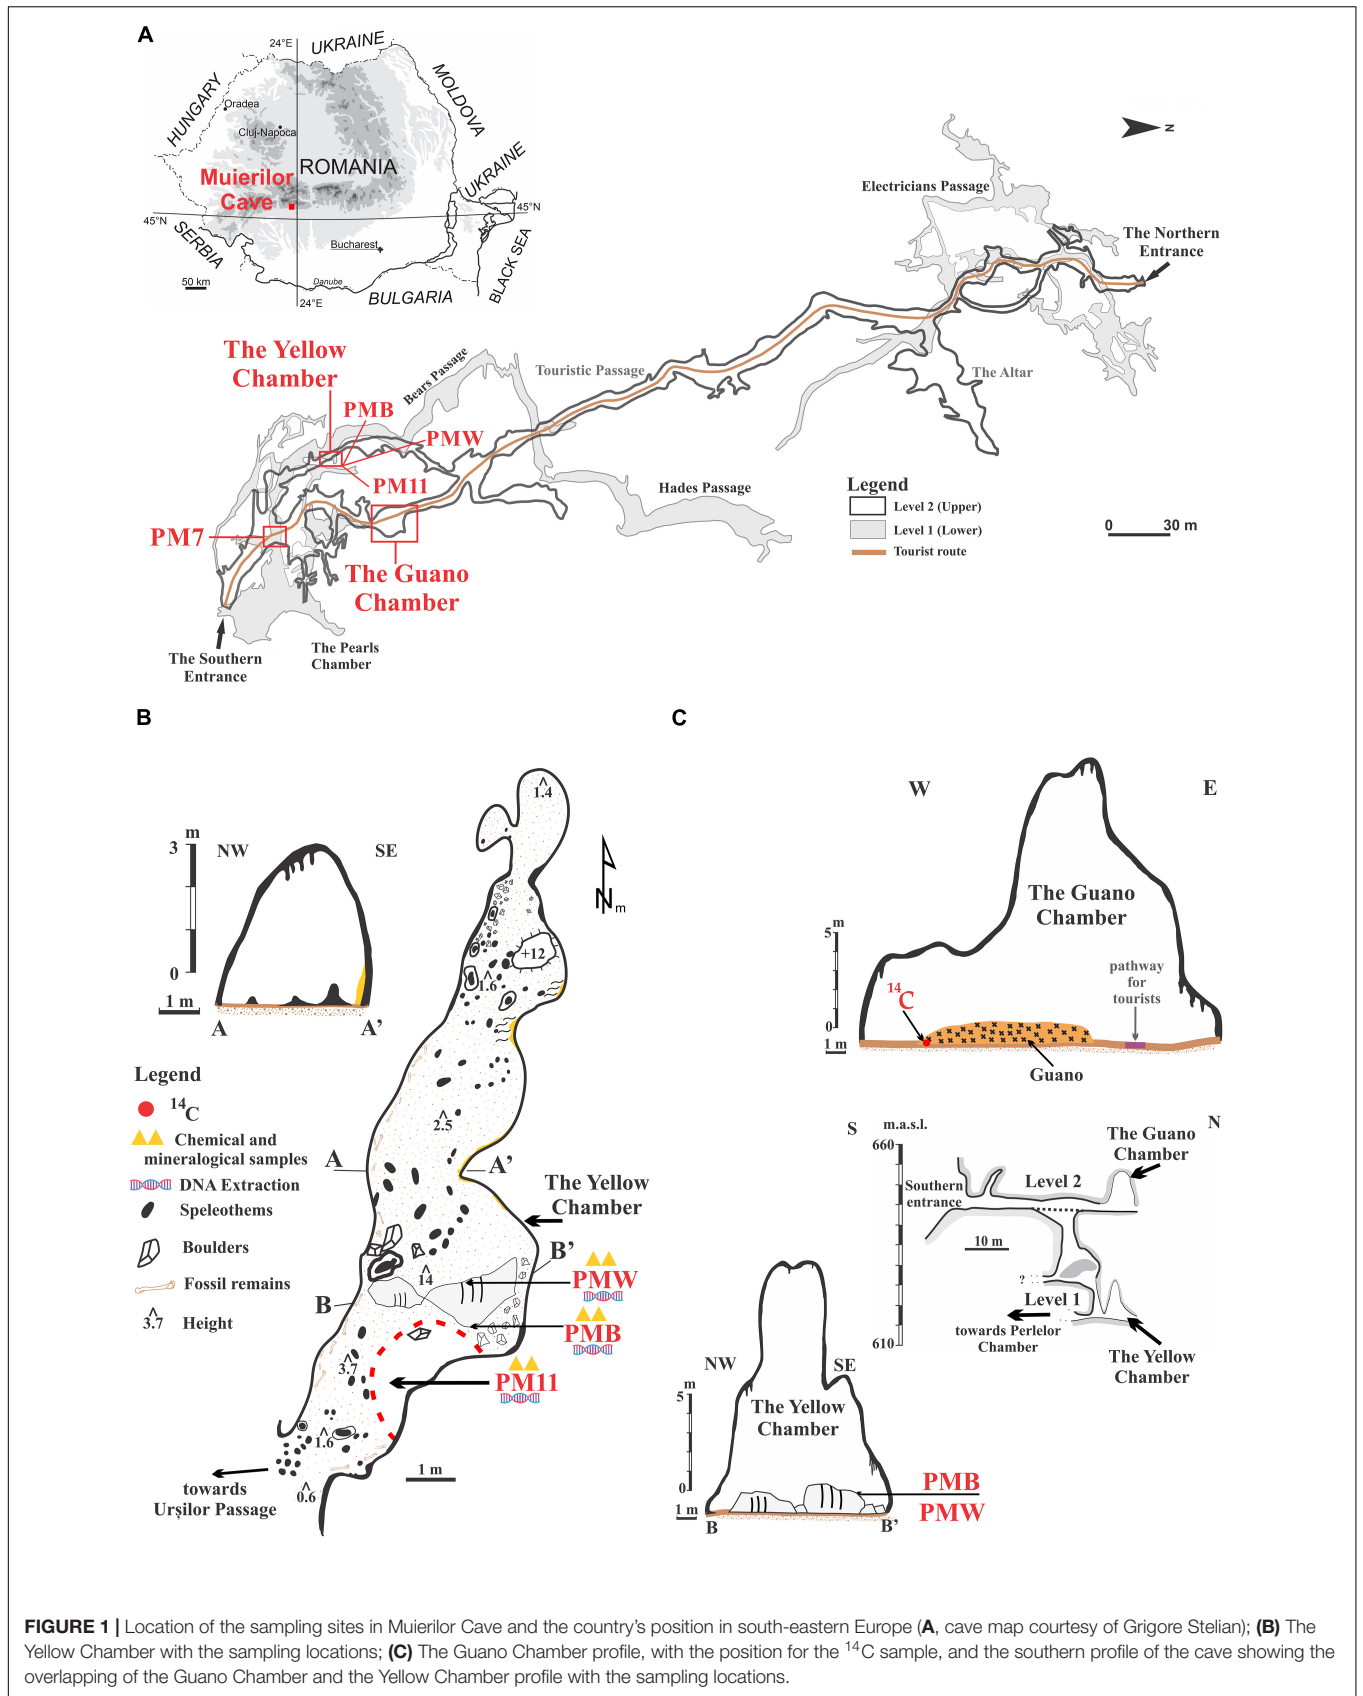 A
24°E
UKRAINE
HUNGARY
MOLDOVA
Oradea
Cluj-Napoca
ROMANIA
Muierilor
Cave
UKRAINE
45°N
45°N
SERBIA
Bucharest
BLACK SEA
50 km
Danube
BULGARIA
24°E
N
Electricians Passage
The Northern
Entrance
The Yellow
Chamber
Bears Passage
Touristic Passage
The Altar
PMB
PMW
PM11
Hades Passage
PM7
The Guano
Chamber
Legend
Level 2 (Upper)
Level 1 (Lower)
Tourist route
0 30 m
The Southern
Entrance
The Pearls
Chamber
B
m
3
NW
SE
0
1 m
A
A’
1.4
N m
+12
1.6
2.5
A
A’
The Yellow
Chamber
B’
14
PMW
B
PMB
3.7
PM11
1.6
1 m
0.6
towards
Urșilor Passage
Legend
14C
Chemical and
mineralogical samples
DNA Extraction
Speleothems
Boulders
Fossil remains
3.7 Height
C
W
E
The Guano
Chamber
m
5
0
1 m
14C
pathway
for
tourists
Guano
S
m.a.s.l.
N
660
The Guano
Chamber
Southern
entrance
Level 2
10 m
?
Level 1
610
towards Perlelor
Chamber
The Yellow
Chamber
NW
SE
m
5
The Yellow
Chamber
0
1 m
PMB
PMW
B
B’
FIGURE 1 | Location of the sampling sites in Muierilor Cave and the country’s position in south-eastern Europe (A, cave map courtesy of Grigore Stelian); (B) The
Yellow Chamber with the sampling locations; (C) The Guano Chamber profile, with the position for the 14C sample, and the southern profile of the cave showing the
overlapping of the Guano Chamber and the Yellow Chamber profile with the sampling locations.